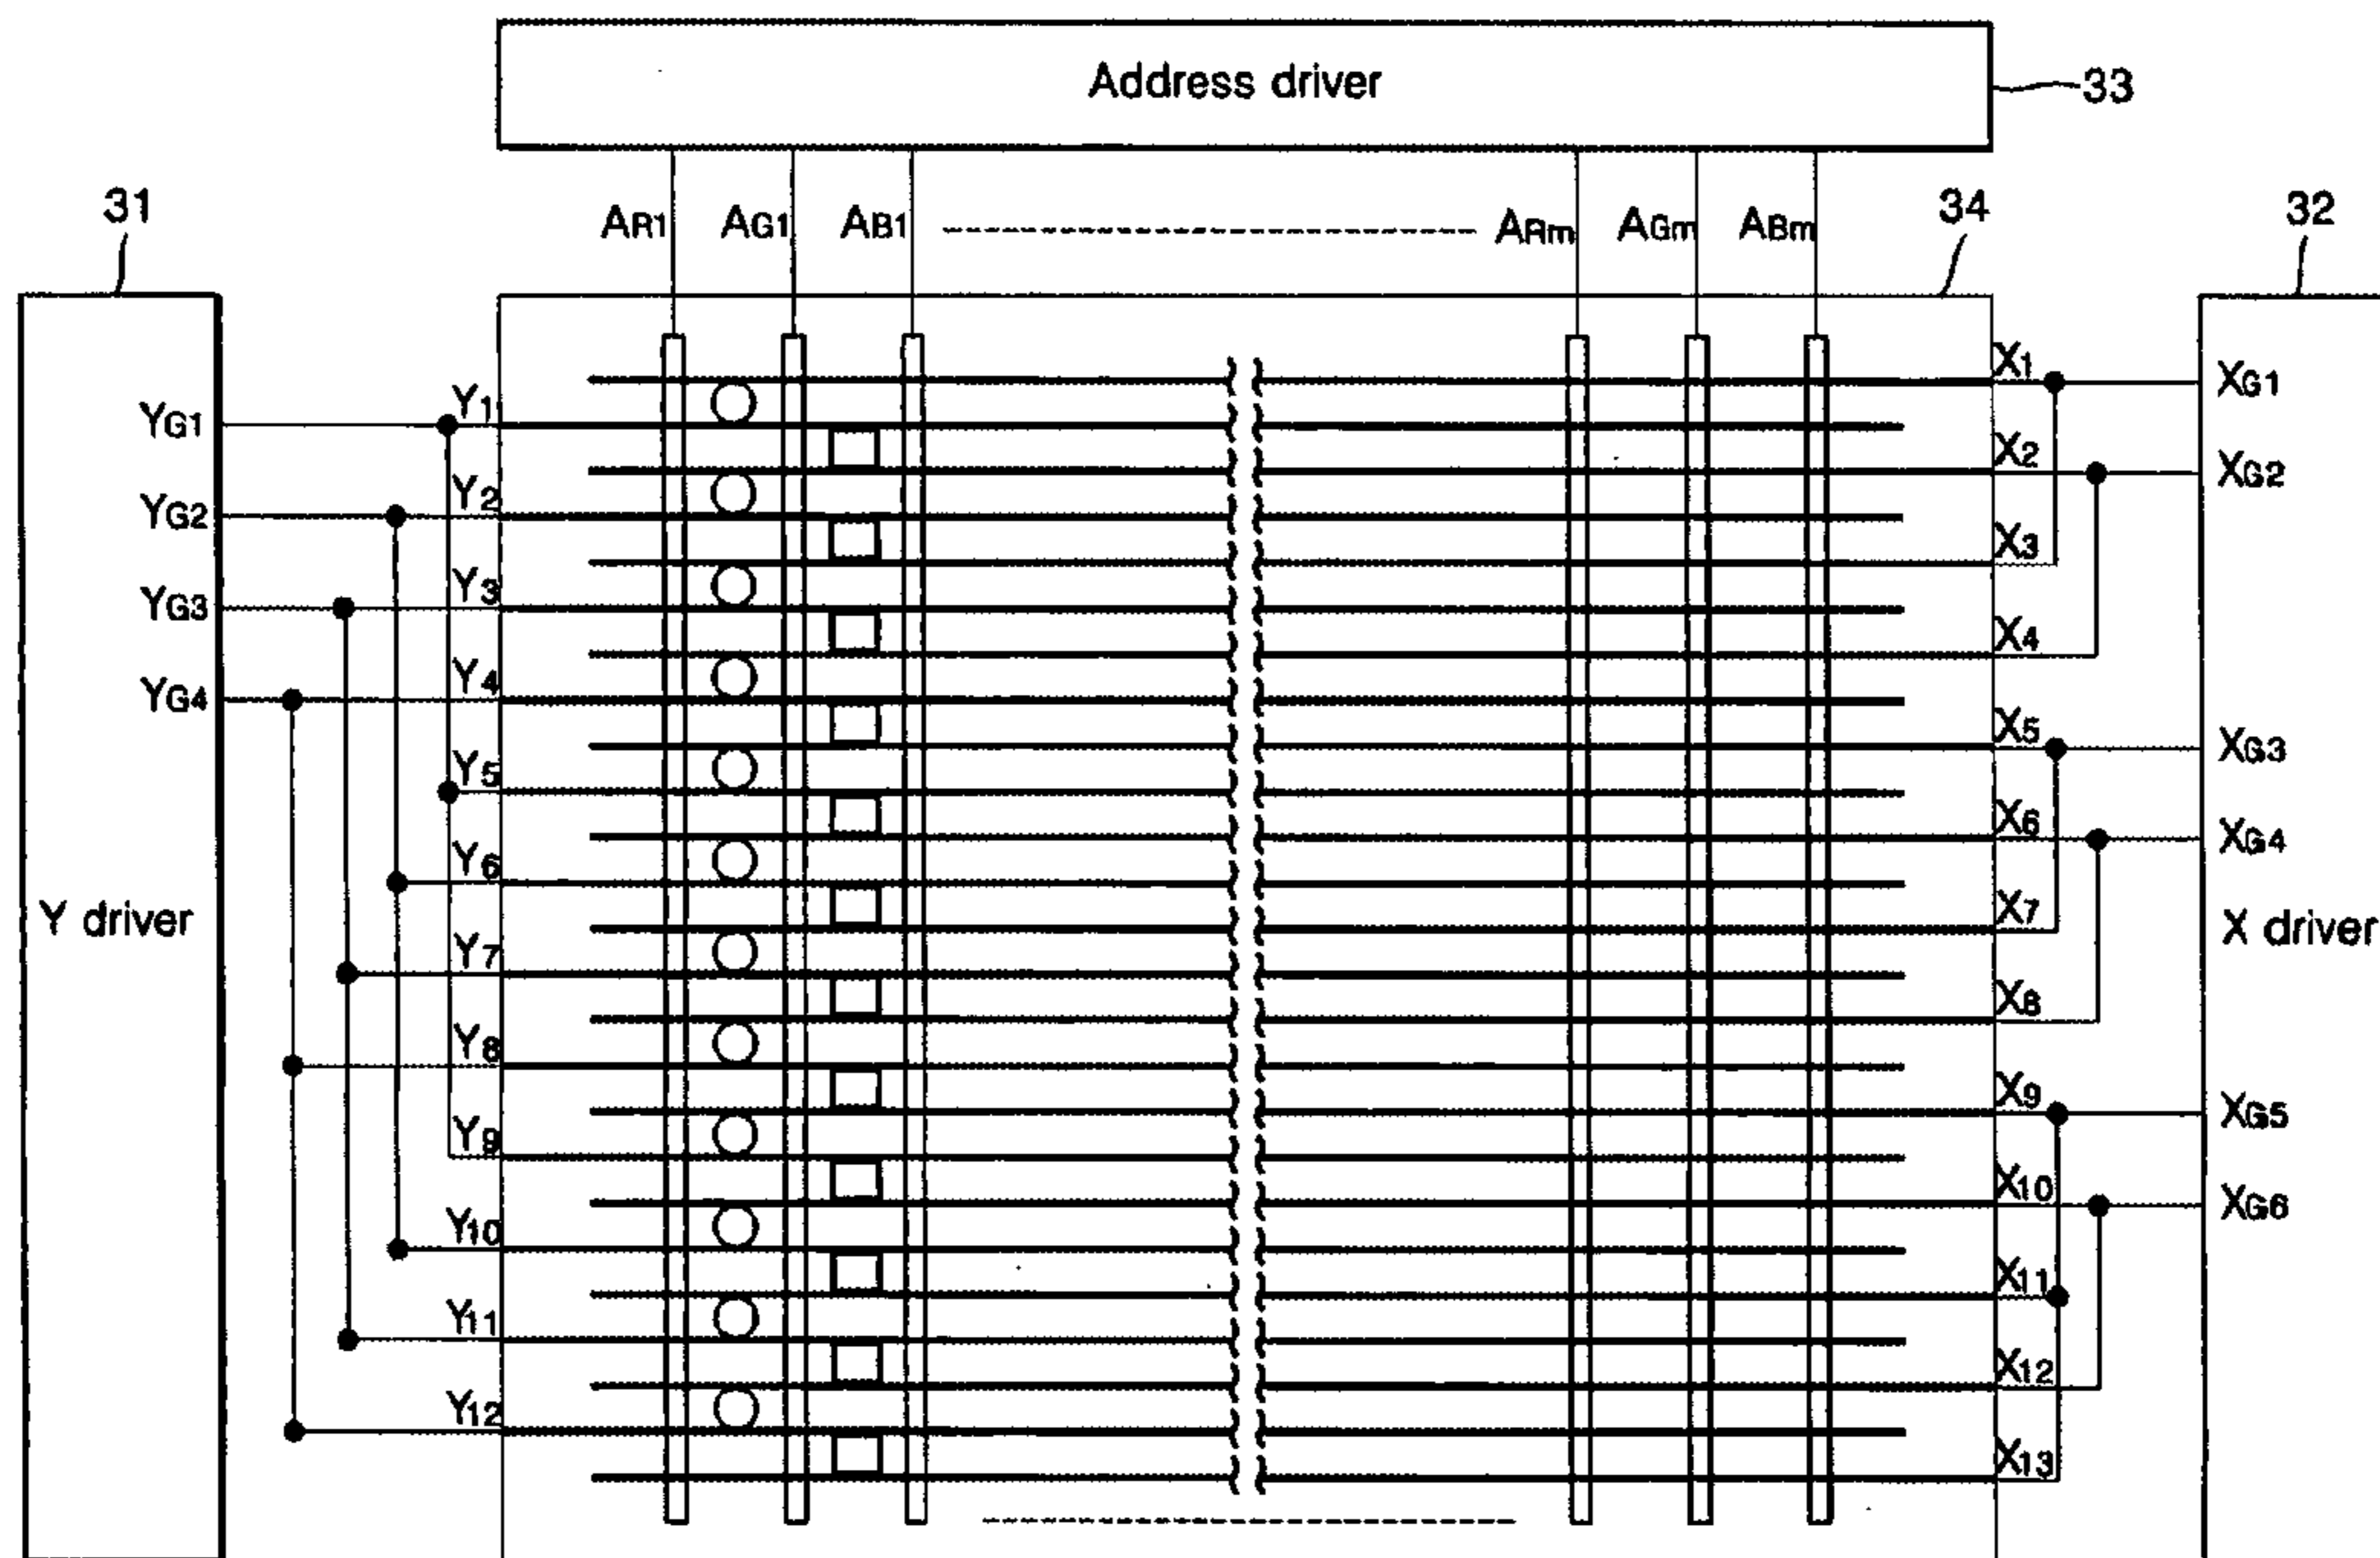 Address driver
33
31
AR1
AG1
AB1
ARm
AGm
ABm
34
32
YG1
YG2
YG3
YG4
Y driver
Y1
Y2
Y3
Y4
Y5
Y6
Y7
Y8
Y9
Y10
Y11
Y12
X1
X2
X3
X4
X5
X6
X7
X8
X9
X10
X11
X12
X13
XG1
XG2
XG3
XG4
X driver
XG5
XG6